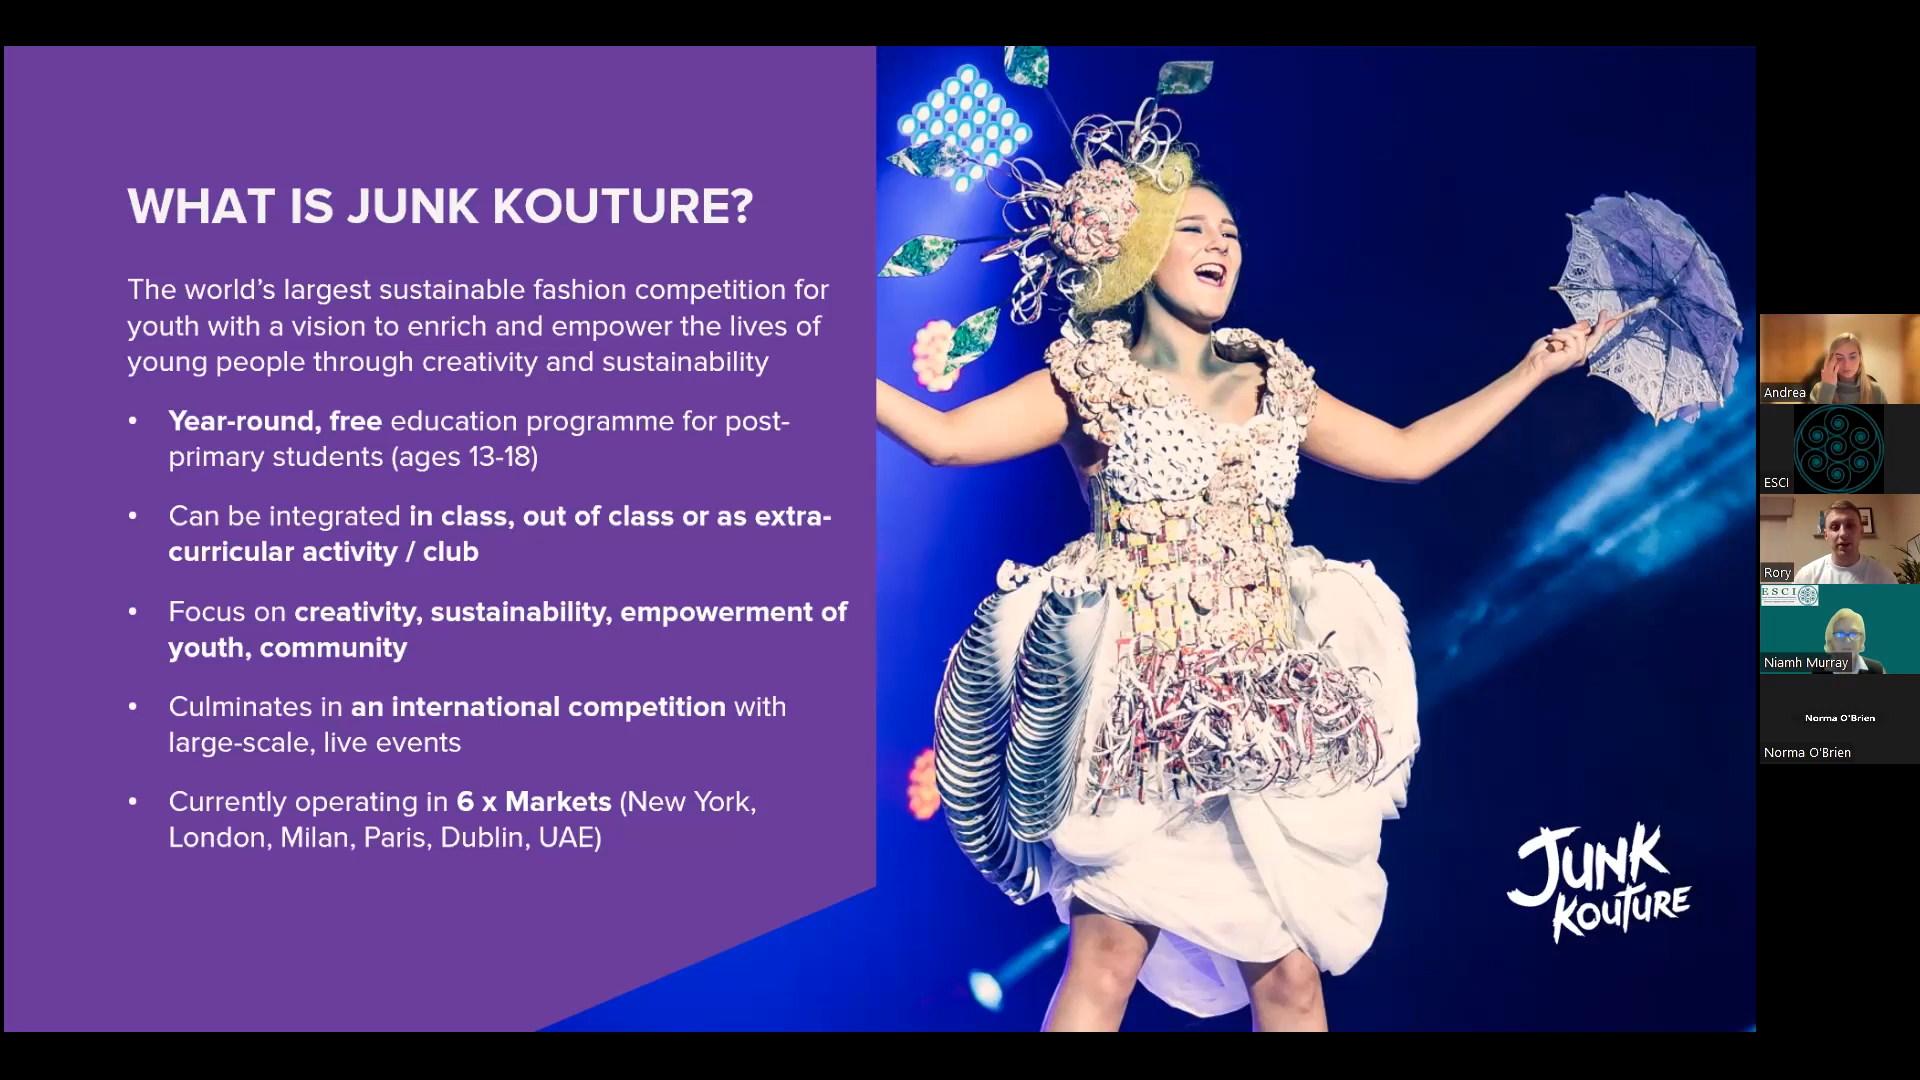 WHAT IS JUNK KOUTURE?
The world’s largest sustainable fashion competition for
youth with a vision to enrich and empower the lives of
young people through creativity and sustainability
• Year-round, free education programme for post-
primary students (ages 13-18)
• Can be integrated in class, out of class or as extra-
curricular activity / club
• Focus on creativity, sustainability, empowerment of
youth, community
• Culminates in an international competition with
large-scale, live events
• Currently operating in 6 x Markets (New York,
London, Milan, Paris, Dublin, UAE)
JUNK
KOUTURE
Andrea
ESCI
Rory
ESCI
Niamh Murray
Norma O'Brien
Norma O'Brien